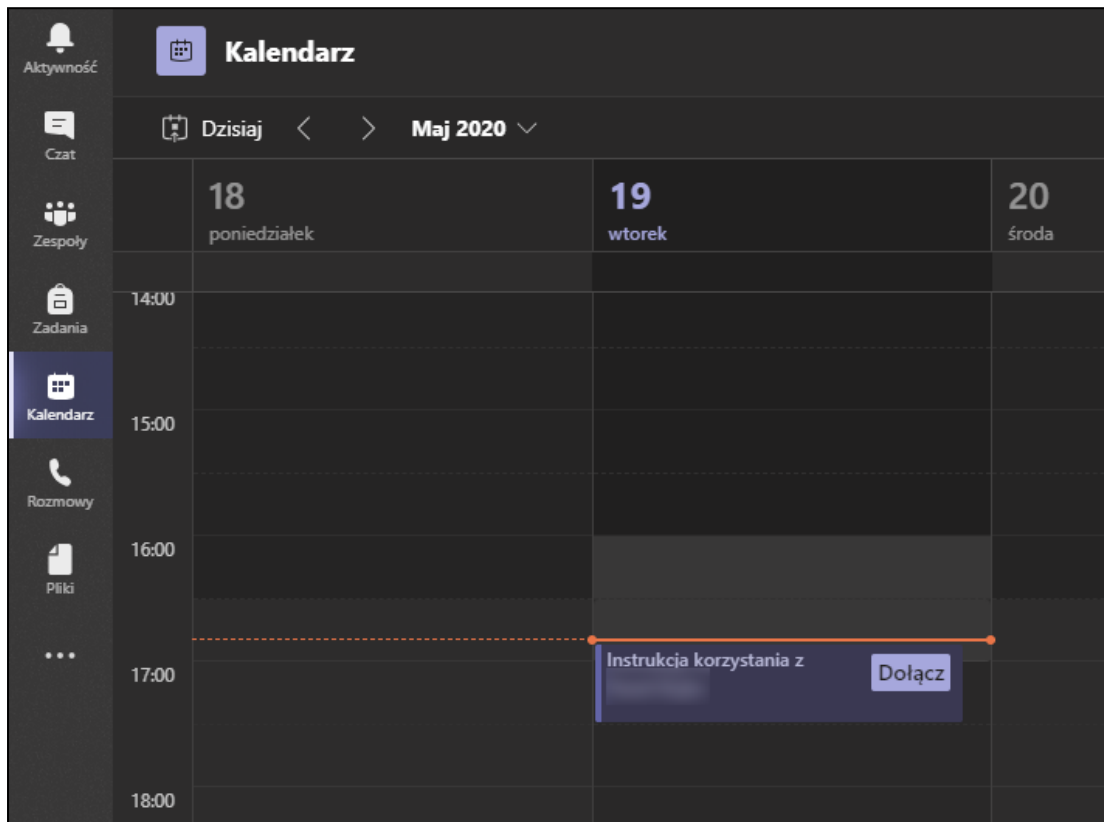 Aktywność
Czat
Zespoły
Zadania
Kalendarz
Rozmowy
Pliki
Kalendarz
Dzisiaj Maj 2020
18 19 20
poniedziałek wtorek środa
14:00
15:00
16:00
17:00
18:00
Instrukcja korzystania z
Dołącz